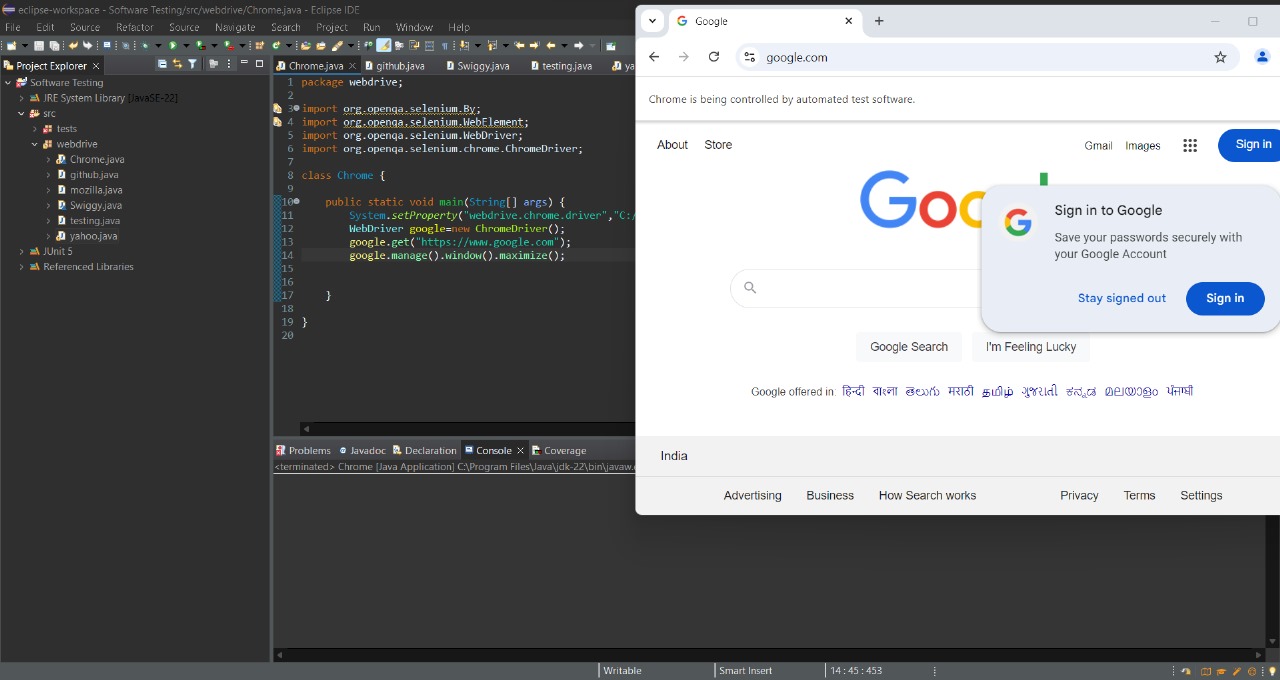 eclipse-workspace - Software Testing/src/webdrive/Chrome.java - Eclipse IDE
File Edit Source Refactor Source Navigate Search Project Run Window Help
Project Explorer
Software Testing
JRE System Library [JavaSE-22]
src
tests
webdrive
Chrome.java
github.java
mozilla.java
Swiggy.java
testing.java
yahoo.java
JUnit 5
Referenced Libraries
Chrome.java github.java Swiggy.java testing.java ya
1 package webdrive;
2
3 import org.openqa.selenium.By;
4 import org.openqa.selenium.WebElement;
5 import org.openqa.selenium.WebDriver;
6 import org.openqa.selenium.chrome.ChromeDriver;
7
8 class Chrome {
9
10 public static void main(String[] args) {
11 System.setProperty("webdrive.chrome.driver","C:/
12 WebDriver google=new ChromeDriver();
13 google.get("https://www.google.com");
14 google.manage().window().maximize();
15
16
17 }
18
19 }
20
Problems Javadoc Declaration Console Coverage
<terminated> Chrome [Java Application] C:\Program Files\Java\jdk-22\bin\javaw.
Writable Smart Insert 14 : 45 : 453
Google
google.com
Chrome is being controlled by automated test software.
About Store Gmail Images Sign in
Goo
Sign in to Google
Save your passwords securely with
your Google Account
Stay signed out Sign in
Google Search I'm Feeling Lucky
Google offered in: हिन्दी বাংলা తెలుగు मराठी தமிழ் ગુજરાતી ಕನ್ನಡ മലയാളം ਪੰਜਾਬੀ
India
Advertising Business How Search works Privacy Terms Settings